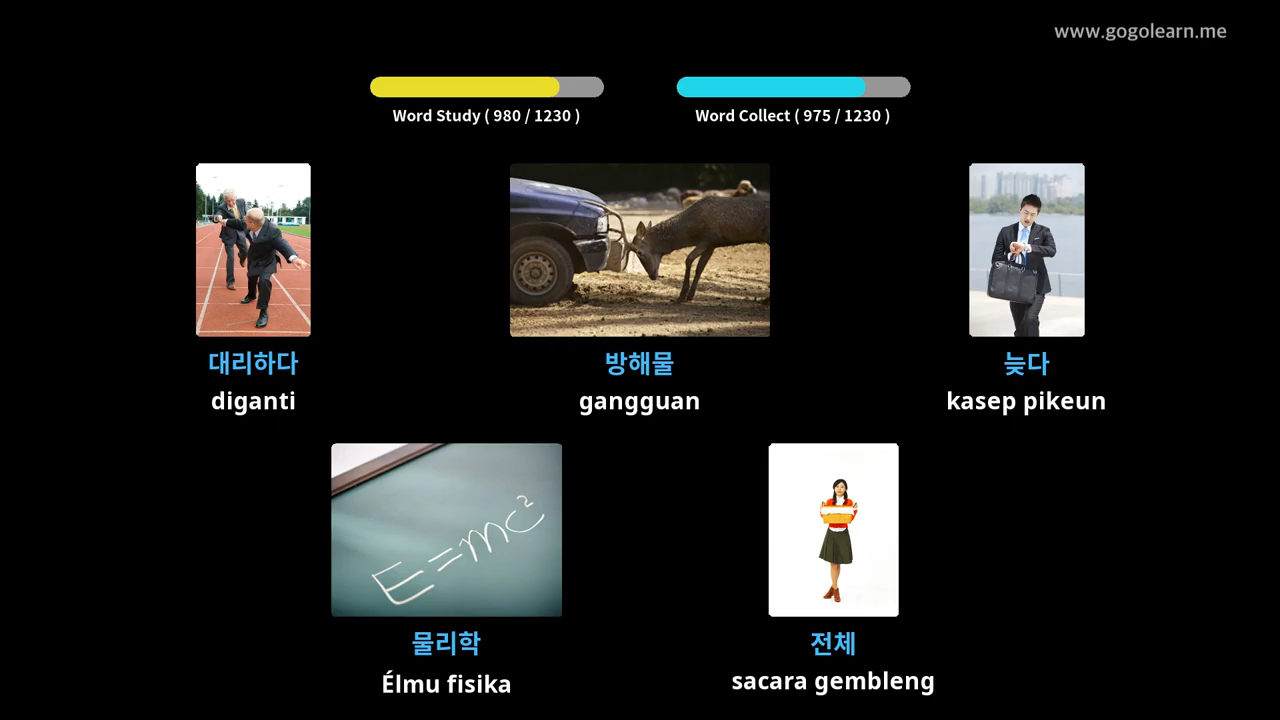 www.gogolearn.me
Word Study ( 980 / 1230 )
Word Collect ( 975 / 1230 )
대리하다
diganti
방해물
gangguan
늦다
kasep pikeun
E=mc²
물리학
Élmu fisika
전체
sacara gembleng